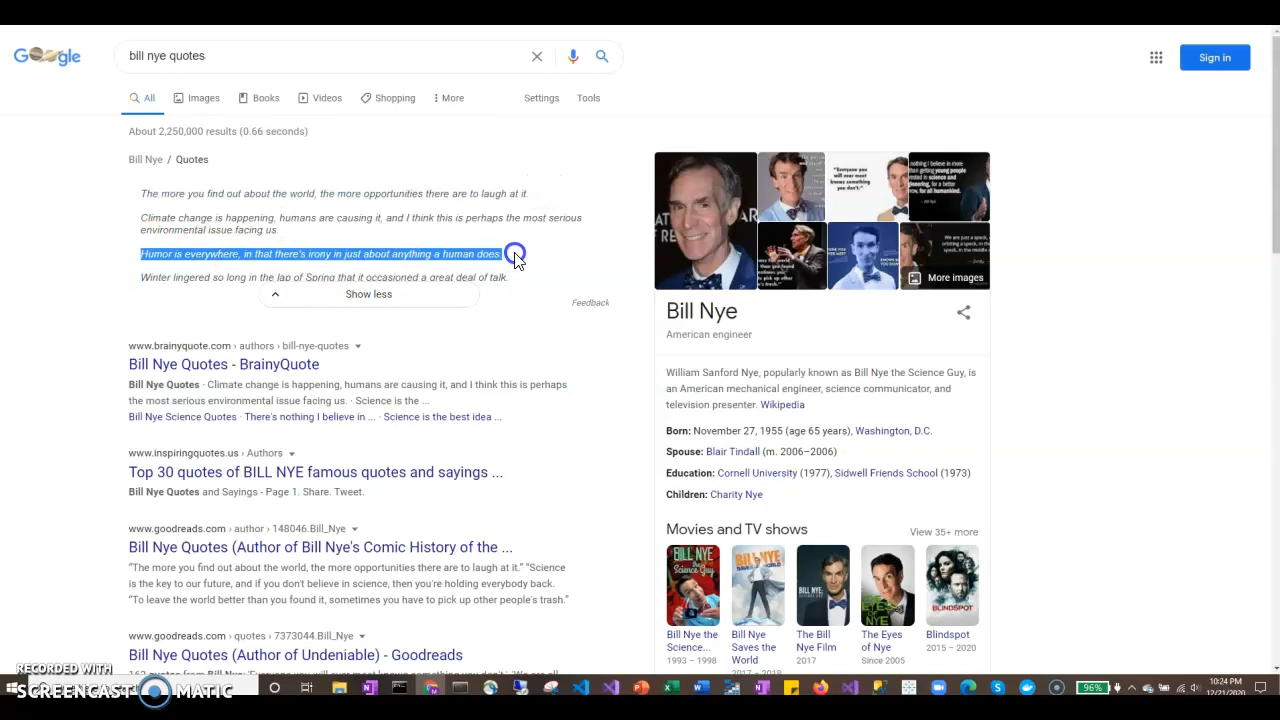 Google
bill nye quotes
Sign in
All
Images
Books
Videos
Shopping
More
Settings
Tools
About 2,250,000 results (0.66 seconds)
Bill Nye / Quotes
The more you find out about the world, the more opportunities there are to laugh at it.
Climate change is happening, humans are causing it, and I think this is perhaps the most serious
environmental issue facing us.
Humor is everywhere, in that there's irony in just about anything a human does.
Winter lingered so long in the lap of Spring that it occasioned a great deal of talk.
Show less
Feedback
www.brainyquote.com › authors › bill-nye-quotes
Bill Nye Quotes - BrainyQuote
Bill Nye Quotes · Climate change is happening, humans are causing it, and I think this is perhaps
the most serious environmental issue facing us. · Science is the ...
Bill Nye Science Quotes · There's nothing I believe in ... · Science is the best idea ...
www.inspiringquotes.us › Authors
Top 30 quotes of BILL NYE famous quotes and sayings ...
Bill Nye Quotes and Sayings - Page 1. Share. Tweet.
www.goodreads.com › author › 148046.Bill_Nye
Bill Nye Quotes (Author of Bill Nye's Comic History of the ...
“The more you find out about the world, the more opportunities there are to laugh at it.” “Science
is the key to our future, and if you don't believe in science, then you're holding everybody back.
“To leave the world better than you found it, sometimes you have to pick up other people's trash.”
www.goodreads.com › quotes › 7373044.Bill_Nye
Bill Nye Quotes (Author of Undeniable) - Goodreads
More images
Bill Nye
American engineer
William Sanford Nye, popularly known as Bill Nye the Science Guy, is
an American mechanical engineer, science communicator, and
television presenter. Wikipedia
Born: November 27, 1955 (age 65 years), Washington, D.C.
Spouse: Blair Tindall (m. 2006–2006)
Education: Cornell University (1977), Sidwell Friends School (1973)
Children: Charity Nye
Movies and TV shows
View 35+ more
Bill Nye the
Science...
1993 – 1998
Bill Nye
Saves the
World
2017 – 2018
The Bill
Nye Film
2017
The Eyes
of Nye
Since 2005
Blindspot
2015 – 2020
RECORDED WITH
SCREENCAST MATIC
96%
10:24 PM
12/21/2020